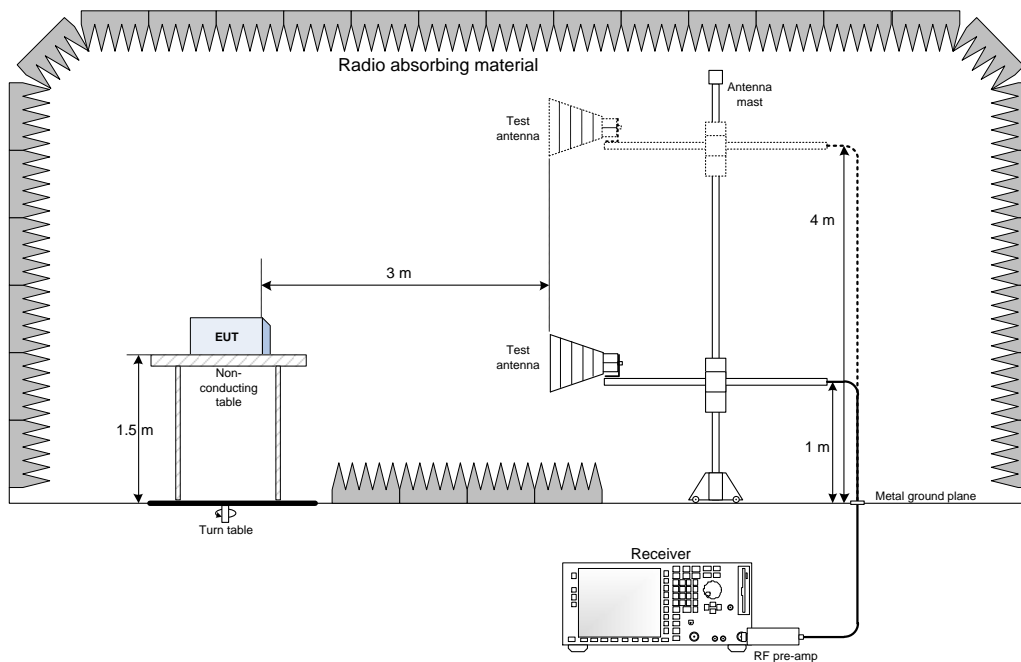 Radio absorbing material
Antenna
mast
Test
antenna
4 m
3 m
EUT
Test
antenna
Non-
conducting
table
1.5 m
1 m
Metal ground plane
Turn table
Receiver
RF pre-amp